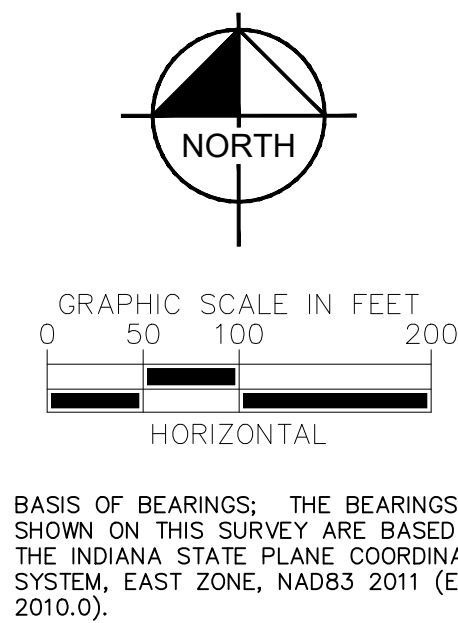 NORTH
GRAPHIC SCALE IN FEET
0 50 100 200
HORIZONTAL
BASIS OF BEARINGS; THE BEARINGS
SHOWN ON THIS SURVEY ARE BASED
THE INDIANA STATE PLANE COORDINA
SYSTEM, EAST ZONE, NAD83 2011 (E
2010.0).